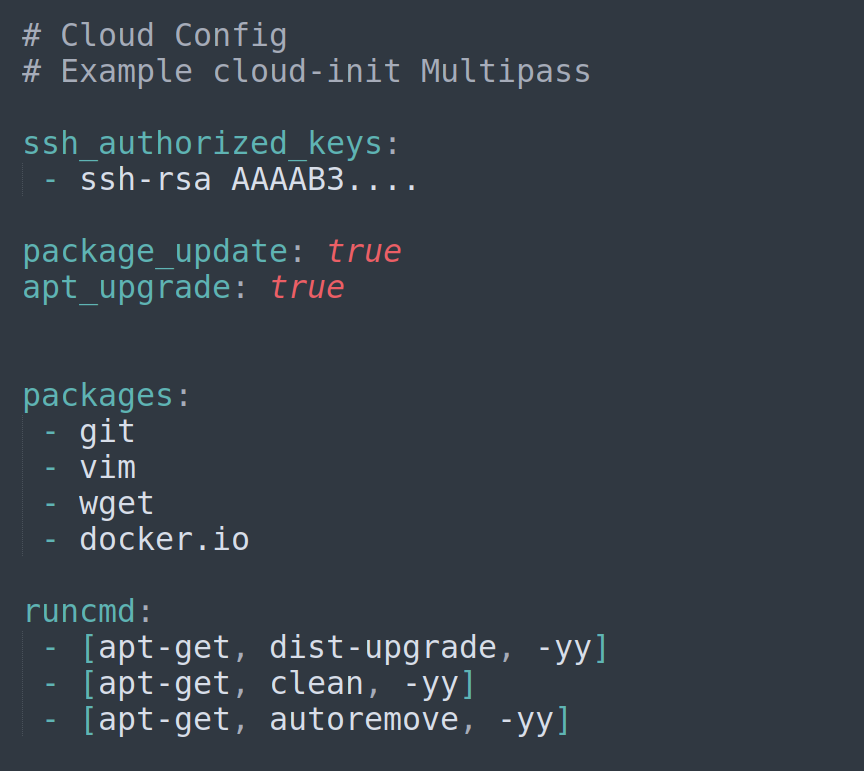 # Cloud Config
# Example cloud-init Multipass
ssh_authorized_keys:
- ssh-rsa AAAAB3....
package_update: true
apt_upgrade: true
packages:
- git
- vim
- wget
- docker.io
runcmd:
- [apt-get, dist-upgrade, -yy]
- [apt-get, clean, -yy]
- [apt-get, autoremove, -yy]